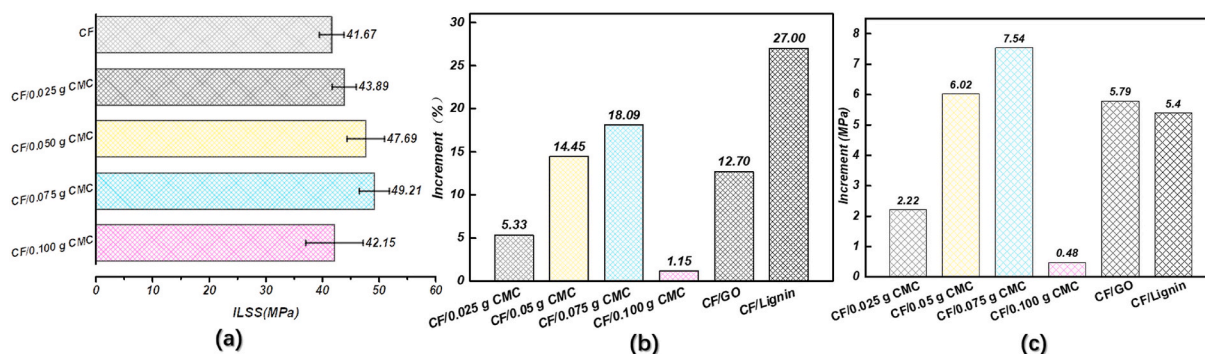 CF
41.67
CF/0.025 g CMC
43.89
CF/0.050 g CMC
47.69
CF/0.075 g CMC
49.21
CF/0.100 g CMC
42.15
0 10 20 30 40 50 60
ILSS(MPa)
(a)
Increment (%)
30
25
20
15
10
5
0
5.33
14.45
18.09
1.15
12.70
27.00
CF/0.025 g CMC
CF/0.05 g CMC
CF/0.075 g CMC
CF/0.100 g CMC
CF/GO
CF/Lignin
(b)
Increment (MPa)
8
7
6
5
4
3
2
1
0
2.22
6.02
7.54
0.48
5.79
5.4
CF/0.025 g CMC
CF/0.05 g CMC
CF/0.075 g CMC
CF/0.100 g CMC
CF/GO
CF/Lignin
(c)